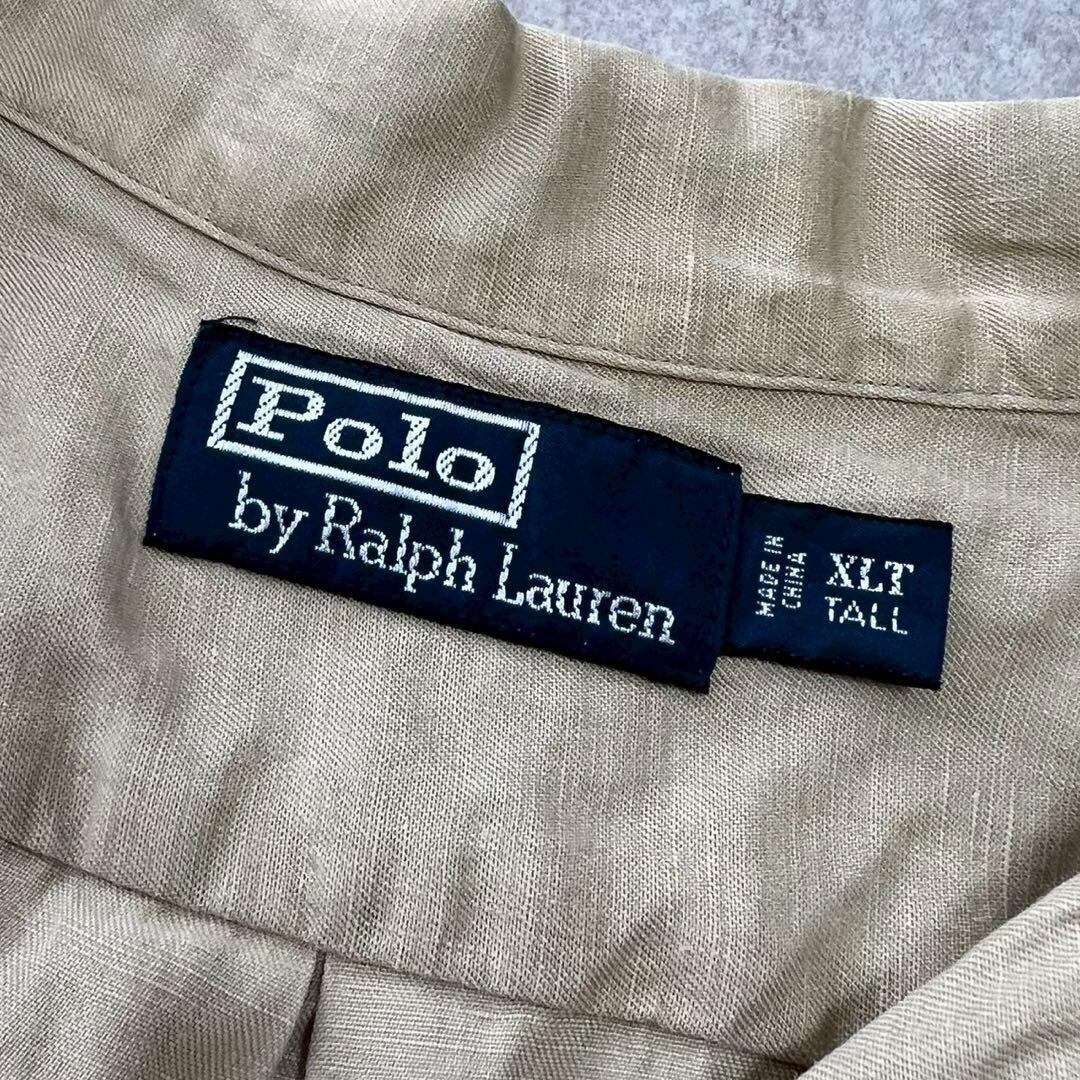 Polo
by Ralph Lauren
MADE IN
CHINA
XLT
TALL